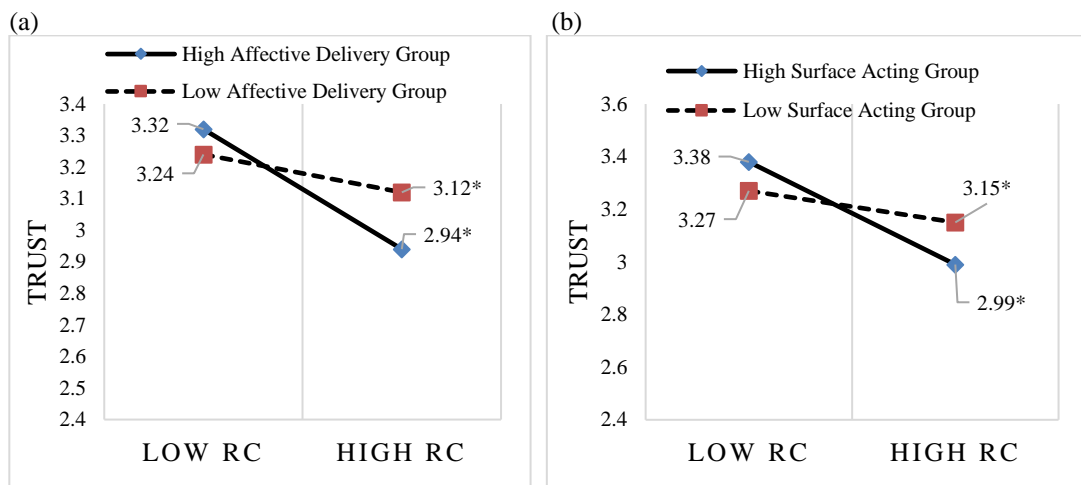 (a)
High Affective Delivery Group
Low Affective Delivery Group
3.4
3.3
3.2
3.1
3
2.9
2.8
2.7
2.6
2.5
2.4
TRUST
3.32
3.24
3.12*
2.94*
LOW RC
HIGH RC
(b)
High Surface Acting Group
Low Surface Acting Group
3.6
3.4
3.2
3
2.8
2.6
2.4
TRUST
3.38
3.27
3.15*
2.99*
LOW RC
HIGH RC